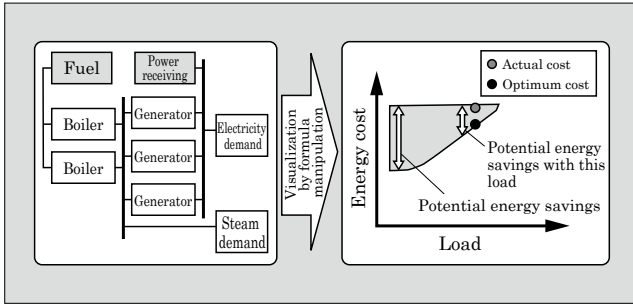 Fuel
Power
receiving
Boiler
Boiler
Generator
Generator
Generator
Electricity
demand
Steam
demand
Visualization
by formula
manipulation
Energy cost
Load
Actual cost
Optimum cost
Potential energy
savings with this
load
Potential energy savings